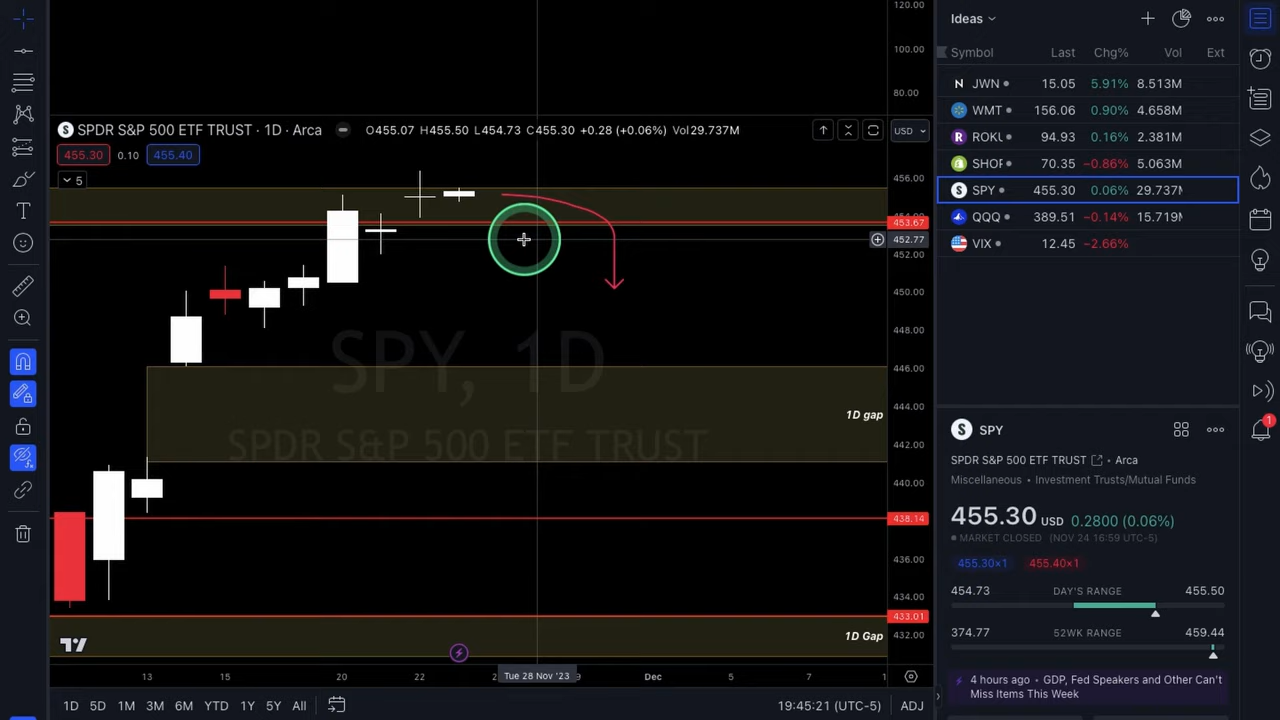 Ideas
Symbol Last Chg% Vol Ext
JWN 15.05 5.91% 8.513M
WMT 156.06 0.90% 4.658M
ROKU 94.93 0.16% 2.381M
SHOP 70.35 −0.86% 5.063M
SPY 455.30 0.06% 29.737M
QQQ 389.51 −0.14% 15.719M
VIX 12.45 −2.66%
120.00
100.00
80.00
SPDR S&P 500 ETF TRUST · 1D · Arca O455.07 H455.50 L454.73 C455.30 +0.28 (+0.06%) Vol29.737M
USD
455.30 0.10 455.40
5
456.00
453.67
452.77
452.00
450.00
448.00
446.00
444.00
442.00
440.00
438.14
436.00
434.00
433.01
432.00
SPY, 1D
SPDR S&P 500 ETF TRUST
1D gap
1D Gap
13 15 20 22 Tue 28 Nov '23 Dec 5 7
1D 5D 1M 3M 6M YTD 1Y 5Y All 19:45:21 (UTC-5) ADJ
SPY
SPDR S&P 500 ETF TRUST • Arca
Miscellaneous • Investment Trusts/Mutual Funds
455.30 USD 0.2800 (0.06%)
MARKET CLOSED (NOV 24 16:59 UTC-5)
455.30×1 455.40×1
454.73 DAY'S RANGE 455.50
374.77 52WK RANGE 459.44
4 hours ago • GDP, Fed Speakers and Other Can't
Miss Items This Week
1